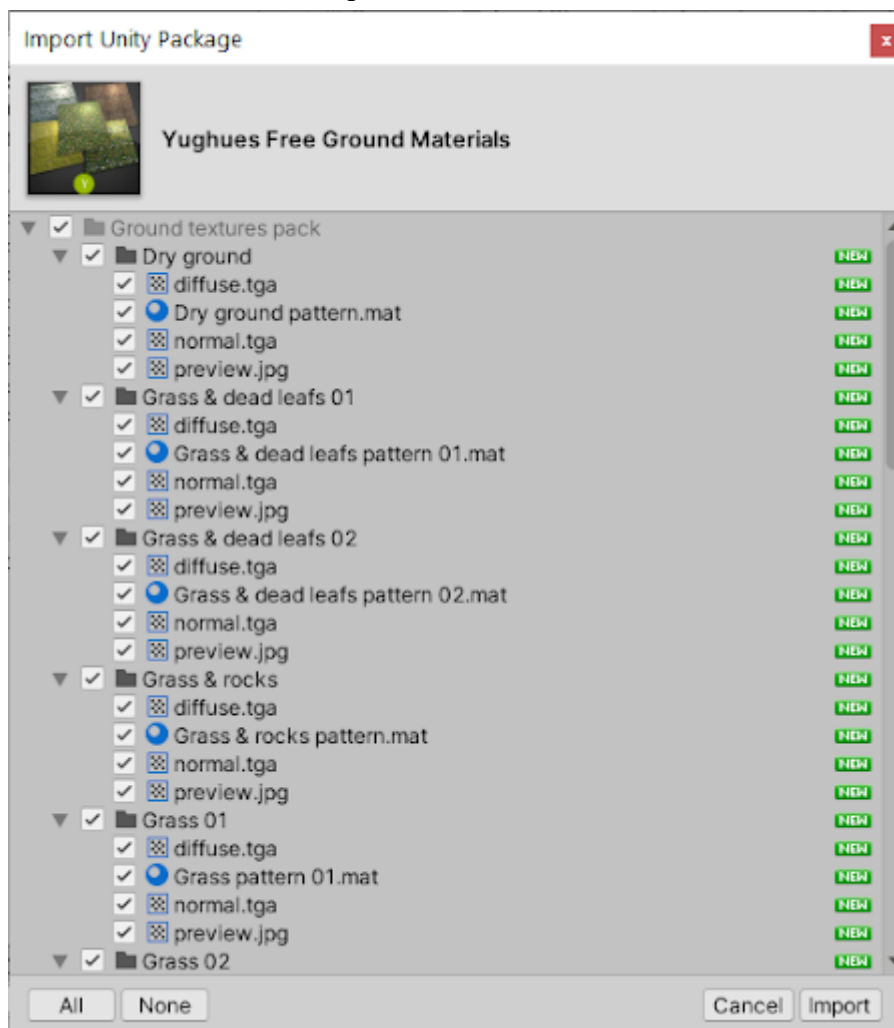 Import Unity Package
x
Y
Yughues Free Ground Materials
Ground textures pack
Dry ground NEW
diffuse.tga NEW
Dry ground pattern.mat NEW
normal.tga NEW
preview.jpg NEW
Grass & dead leafs 01 NEW
diffuse.tga NEW
Grass & dead leafs pattern 01.mat NEW
normal.tga NEW
preview.jpg NEW
Grass & dead leafs 02 NEW
diffuse.tga NEW
Grass & dead leafs pattern 02.mat NEW
normal.tga NEW
preview.jpg NEW
Grass & rocks NEW
diffuse.tga NEW
Grass & rocks pattern.mat NEW
normal.tga NEW
preview.jpg NEW
Grass 01 NEW
diffuse.tga NEW
Grass pattern 01.mat NEW
normal.tga NEW
preview.jpg NEW
Grass 02 NEW
All None Cancel Import